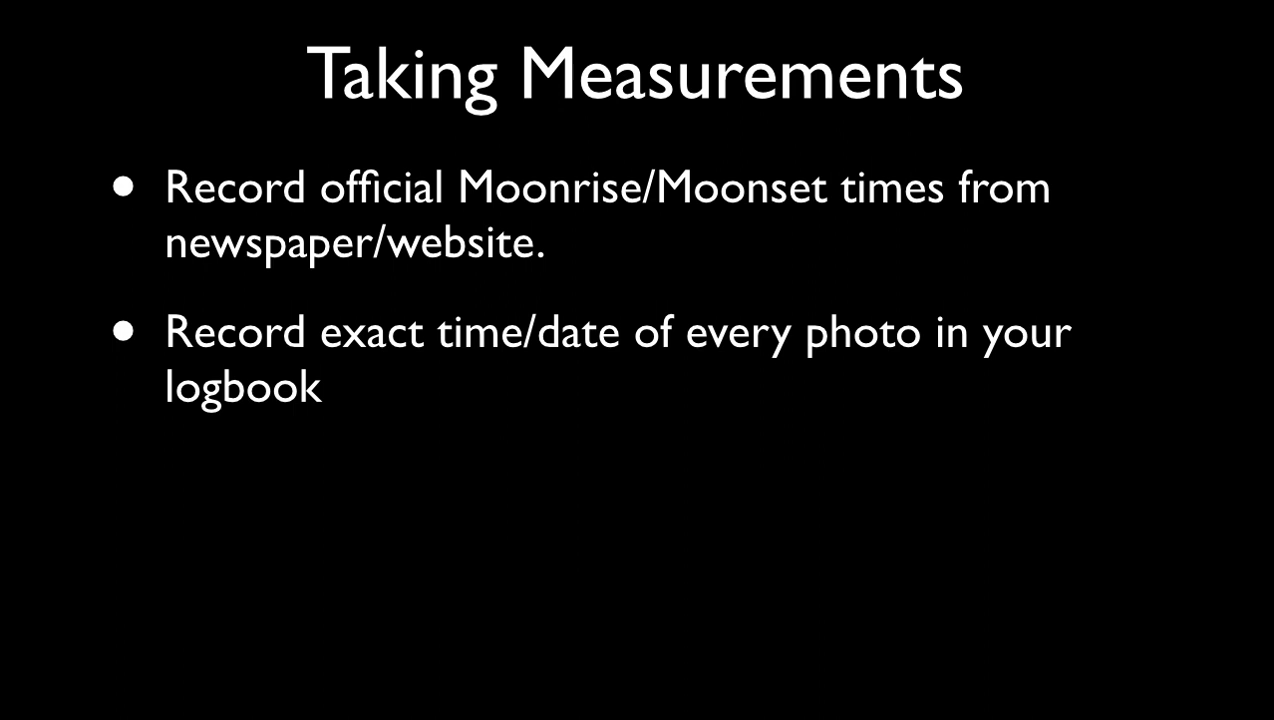 Taking Measurements
• Record official Moonrise/Moonset times from
newspaper/website.
• Record exact time/date of every photo in your
logbook